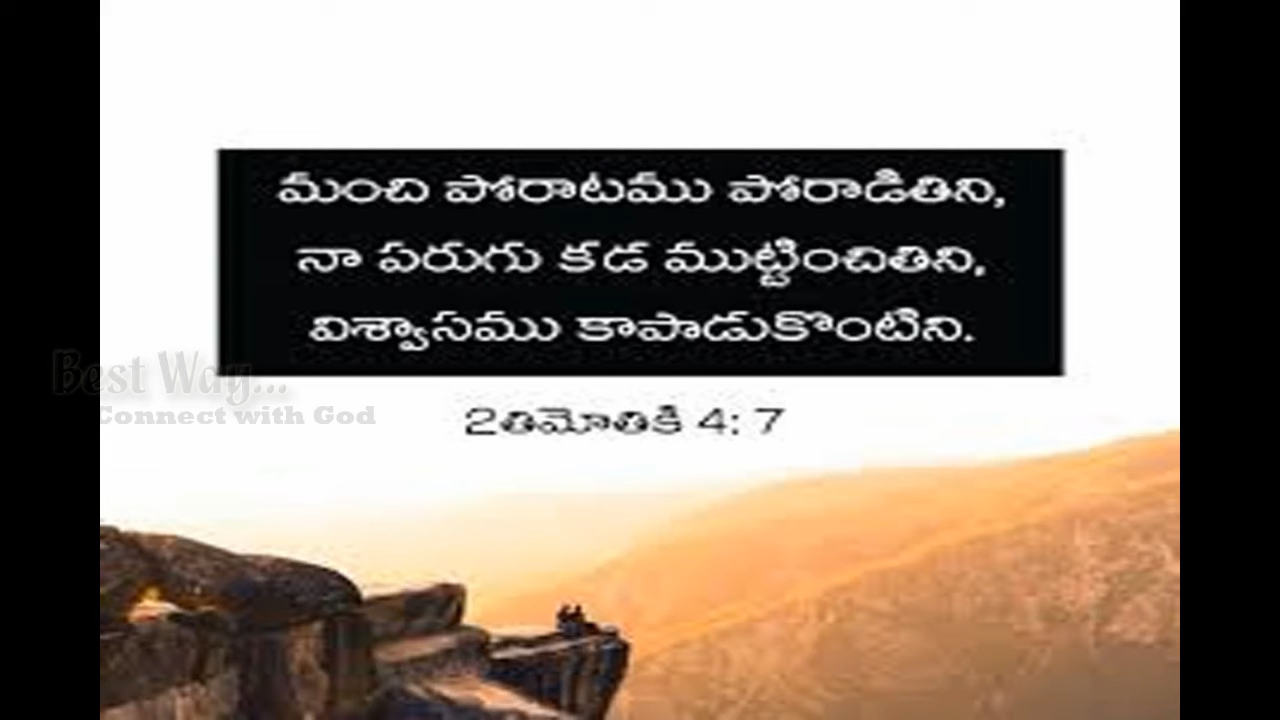 మంచి పోరాటము పోరాడితిని,
నా పరుగు కడ ముట్టించితిని,
విశ్వాసము కాపాడుకొంటిని.
Best Way...
Connect with God
2తిమోతికి 4: 7